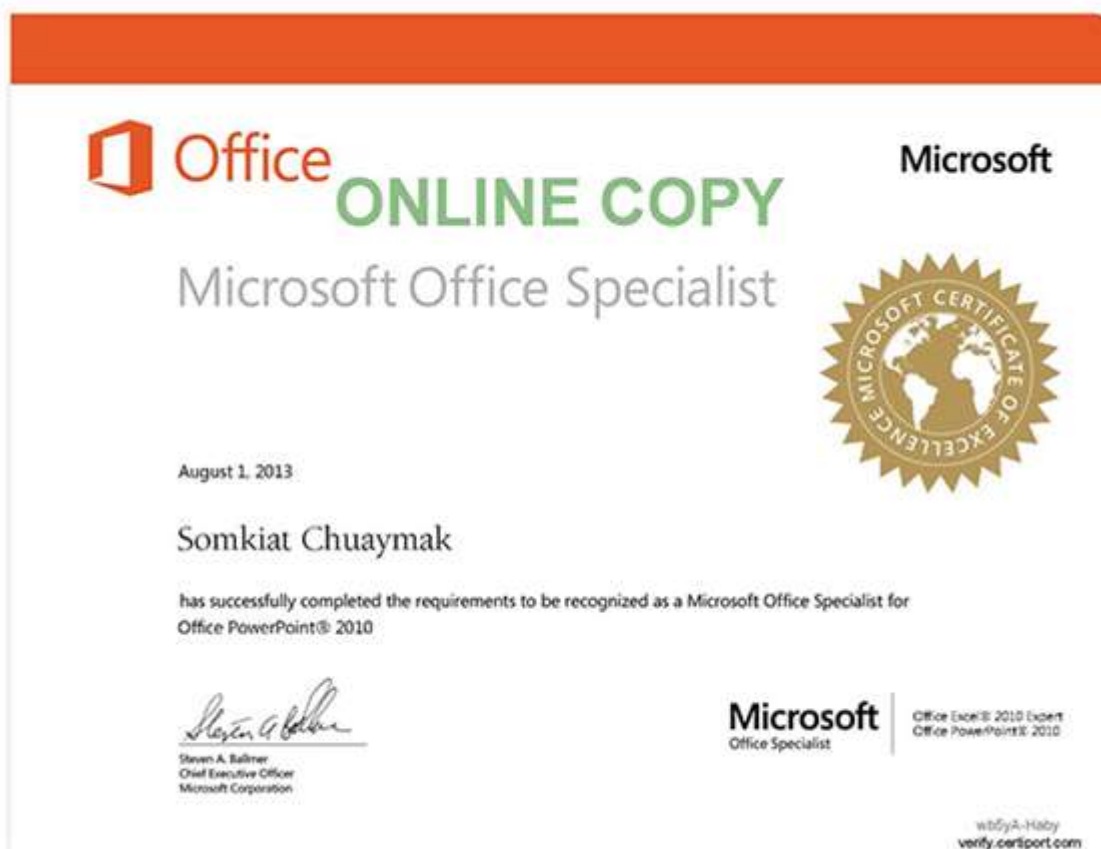 Office
Microsoft
ONLINE COPY
Microsoft Office Specialist
MICROSOFT CERTIFICATE OF EXCELLENCE
August 1, 2013
Somkiat Chuaymak
has successfully completed the requirements to be recognized as a Microsoft Office Specialist for
Office PowerPoint® 2010
Steven A. Ballmer
Chief Executive Officer
Microsoft Corporation
Microsoft
Office Specialist
Office Excel® 2010 Expert
Office PowerPoint® 2010
wb5yA-Haby
verify.certiport.com